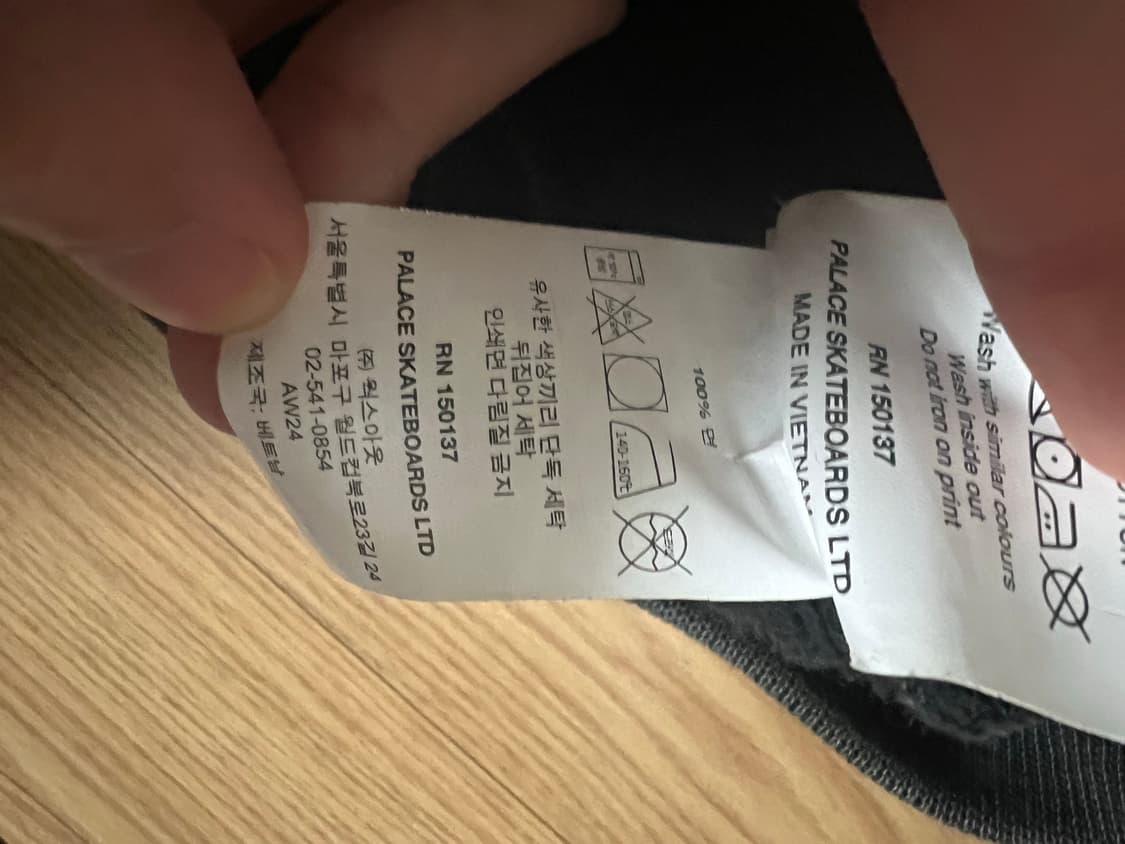 Wash with similar colours
Wash inside out
Do not iron on print
RN 150137
PALACE SKATEBOARDS LTD
MADE IN VIETNAM
100% 면
140-160℃
유사한 색상끼리 단독 세탁
뒤집어 세탁
인쇄면 다림질 금지
RN 150137
PALACE SKATEBOARDS LTD
(주) 웍스아웃
서울특별시 마포구 월드컵북로23길 24
02-541-0854
AW24
제조국: 베트남